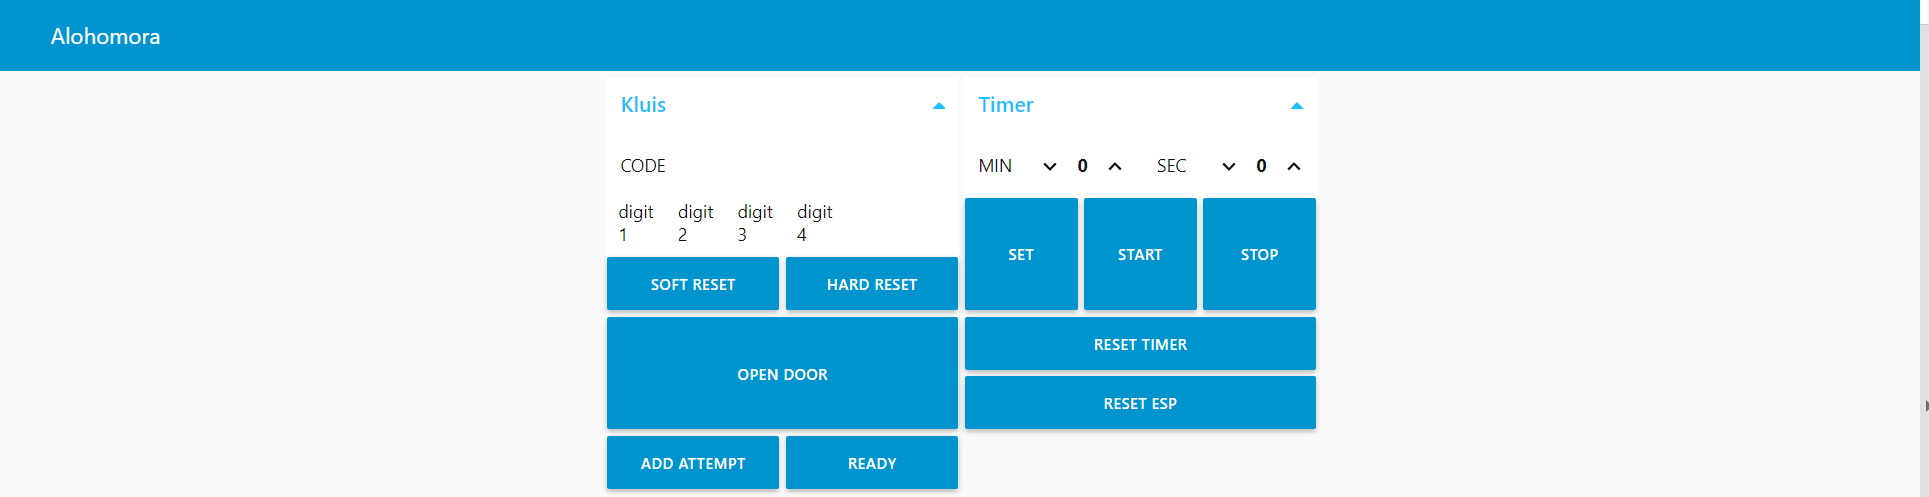 Alohomora
Kluis
CODE
digit 1
digit 2
digit 3
digit 4
SOFT RESET
HARD RESET
OPEN DOOR
ADD ATTEMPT
READY
Timer
MIN 0 SEC 0
SET
START
STOP
RESET TIMER
RESET ESP